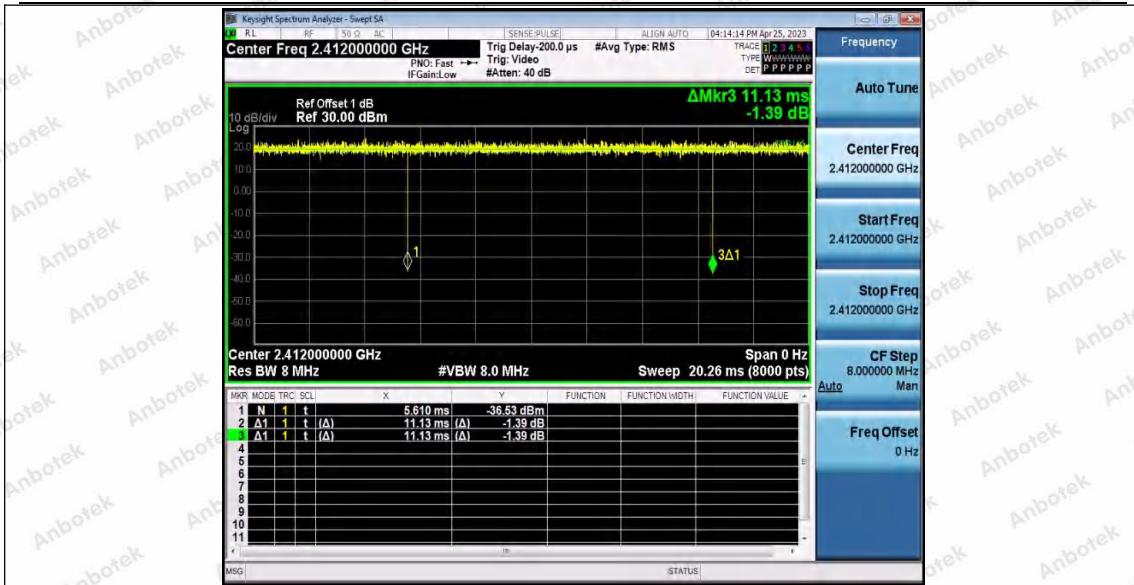 Keysight Spectrum Analyzer - Swept SA
RL RF 50 Ω AC SENSE:PULSE ALIGN AUTO 04:14:14 PM Apr 25, 2023
Center Freq 2.412000000 GHz Trig Delay-200.0 µs #Avg Type: RMS TRACE 1 2 3 4 5 6
PNO: Fast Trig: Video TYPE
IFGain:Low #Atten: 40 dB DET P P P P P P
Frequency
Auto Tune
Center Freq
2.412000000 GHz
Start Freq
2.412000000 GHz
Stop Freq
2.412000000 GHz
CF Step
8.000000 MHz
Auto Man
Freq Offset
0 Hz
ΔMkr3 11.13 ms
-1.39 dB
Ref Offset 1 dB
10 dB/div Ref 30.00 dBm
Log
20.0
10.0
0.00
-10.0
-20.0
-30.0
-40.0
-50.0
-60.0
1
3Δ1
Center 2.412000000 GHz Span 0 Hz
Res BW 8 MHz #VBW 8.0 MHz Sweep 20.26 ms (8000 pts)
MKR MODE TRC SCL X Y FUNCTION FUNCTION WIDTH FUNCTION VALUE
1 N 1 t 5.610 ms -36.53 dBm
2 Δ1 1 t (Δ) 11.13 ms (Δ) -1.39 dB
3 Δ1 1 t (Δ) 11.13 ms (Δ) -1.39 dB
4
5
6
7
8
9
10
11
MSG STATUS
Anbotek